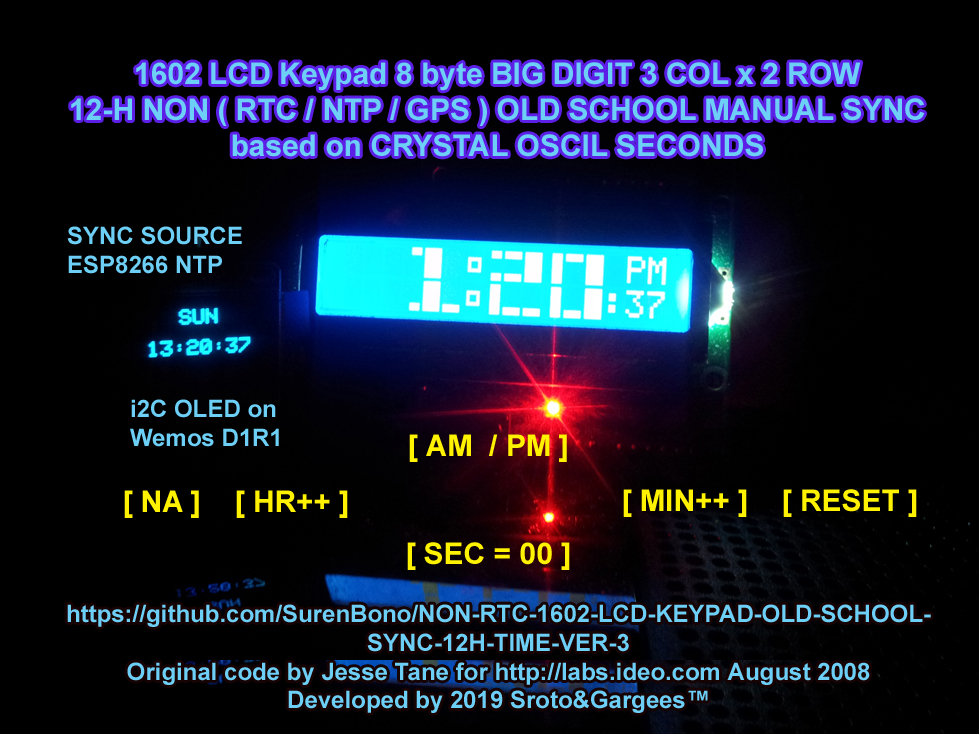 1602 LCD Keypad 8 byte BIG DIGIT 3 COL x 2 ROW
12-H NON ( RTC / NTP / GPS ) OLD SCHOOL MANUAL SYNC
based on CRYSTAL OSCIL SECONDS
SYNC SOURCE
ESP8266 NTP
1:20:37 PM
SUN
13:20:37
i2C OLED on
Wemos D1R1
[ AM / PM ]
[ NA ] [ HR++ ] [ MIN++ ] [ RESET ]
[ SEC = 00 ]
https://github.com/SurenBono/NON-RTC-1602-LCD-KEYPAD-OLD-SCHOOL-
SYNC-12H-TIME-VER-3
Original code by Jesse Tane for http://labs.ideo.com August 2008
Developed by 2019 Sroto&Gargees™